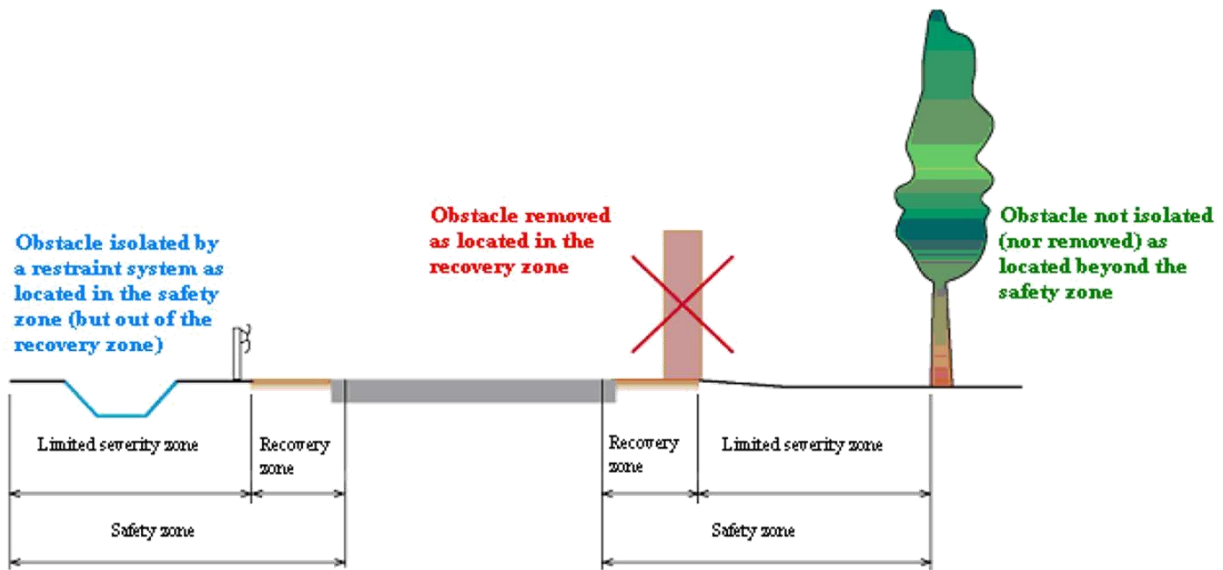 Obstacle isolated by
a restraint system as
located in the safety
zone (but out of the
recovery zone)
Obstacle removed
as located in the
recovery zone
Obstacle not isolated
(nor removed) as
located beyond the
safety zone
Limited severity zone
Recovery
zone
Recovery
zone
Limited severity zone
Safety zone
Safety zone